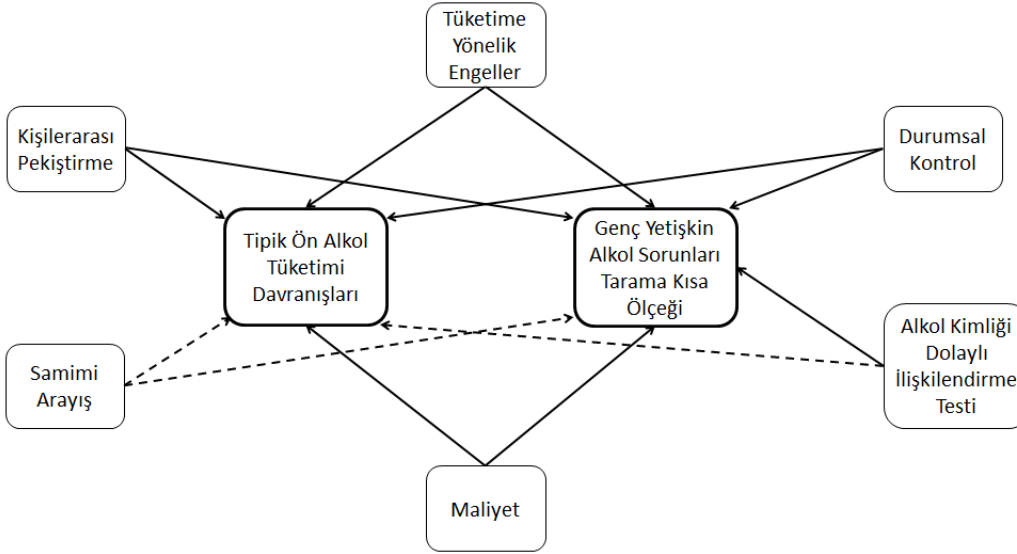 Tüketime
Yönelik
Engeller
Kişilerarası
Pekiştirme
Durumsal
Kontrol
Tipik Ön Alkol
Tüketimi
Davranışları
Genç Yetişkin
Alkol Sorunları
Tarama Kısa
Ölçeği
Samimi
Arayış
Alkol Kimliği
Dolaylı
İlişkilendirme
Testi
Maliyet